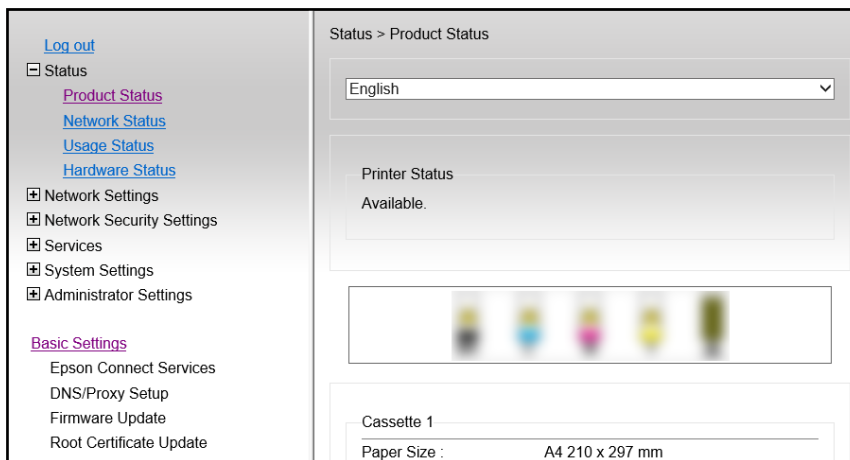 Log out
Status
Product Status
Network Status
Usage Status
Hardware Status
Network Settings
Network Security Settings
Services
System Settings
Administrator Settings
Basic Settings
Epson Connect Services
DNS/Proxy Setup
Firmware Update
Root Certificate Update
Status > Product Status
English
Printer Status
Available.
Cassette 1
Paper Size : A4 210 x 297 mm